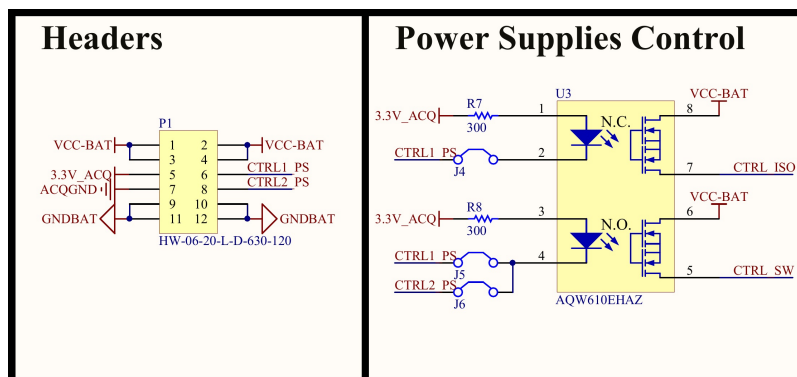 Headers
Power Supplies Control
P1
VCC-BAT 1 2 VCC-BAT
3 4
3.3V_ACQ 5 6 CTRL1_PS
ACQGND 7 8 CTRL2_PS
9 10
GNDBAT 11 12 GNDBAT
HW-06-20-L-D-630-120
U3
VCC-BAT
R7
3.3V_ACQ 1 N.C. 8
300
CTRL1_PS 2 7 CTRL_ISO
J4
VCC-BAT
R8
3.3V_ACQ 3 N.O. 6
300
CTRL1_PS 4
J5
5 CTRL_SW
CTRL2_PS
J6
AQW610EHAZ